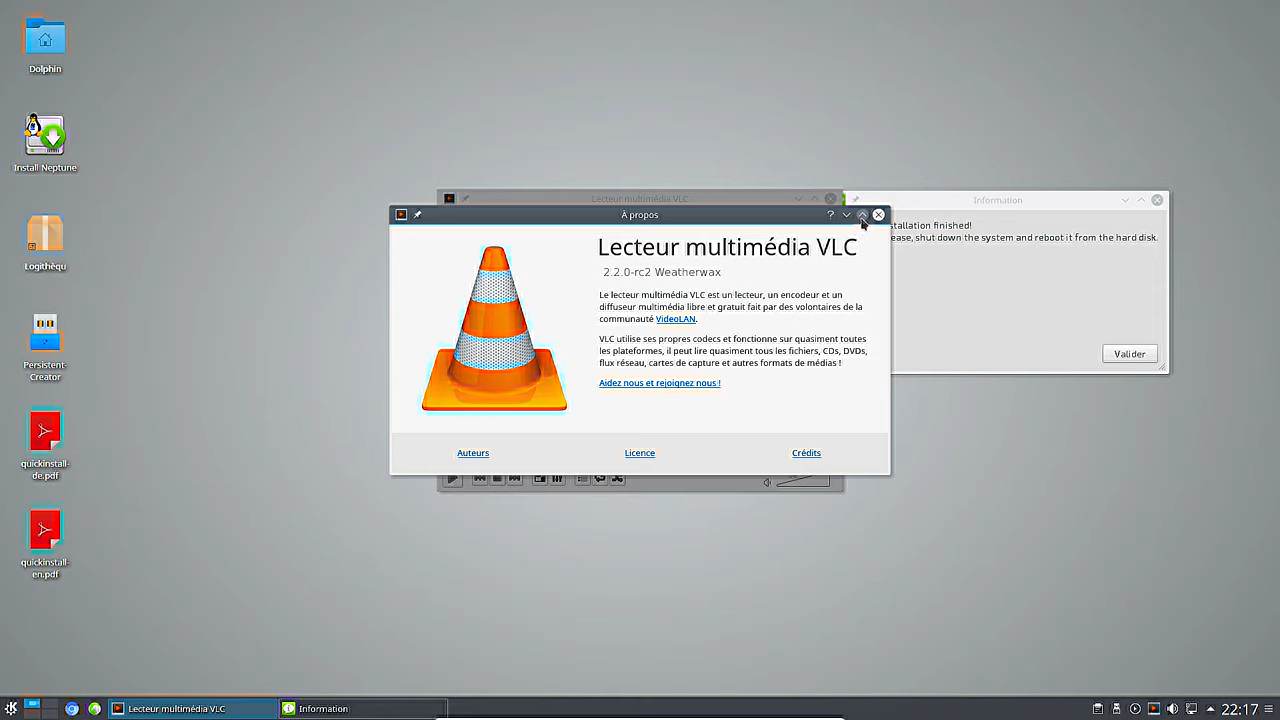 Dolphin
Install Neptune
Logithèqu
Persistent-
Creator
quickinstall-
de.pdf
quickinstall-
en.pdf
Lecteur multimédia VLC
Information
À propos
?
stallation finished!
ease, shut down the system and reboot it from the hard disk.
Valider
Lecteur multimédia VLC
2.2.0-rc2 Weatherwax
Le lecteur multimédia VLC est un lecteur, un encodeur et un
diffuseur multimédia libre et gratuit fait par des volontaires de la
communauté VideoLAN.
VLC utilise ses propres codecs et fonctionne sur quasiment toutes
les plateformes, il peut lire quasiment tous les fichiers, CDs, DVDs,
flux réseau, cartes de capture et autres formats de médias !
Aidez nous et rejoignez nous !
Auteurs
Licence
Crédits
Lecteur multimédia VLC
Information
22:17